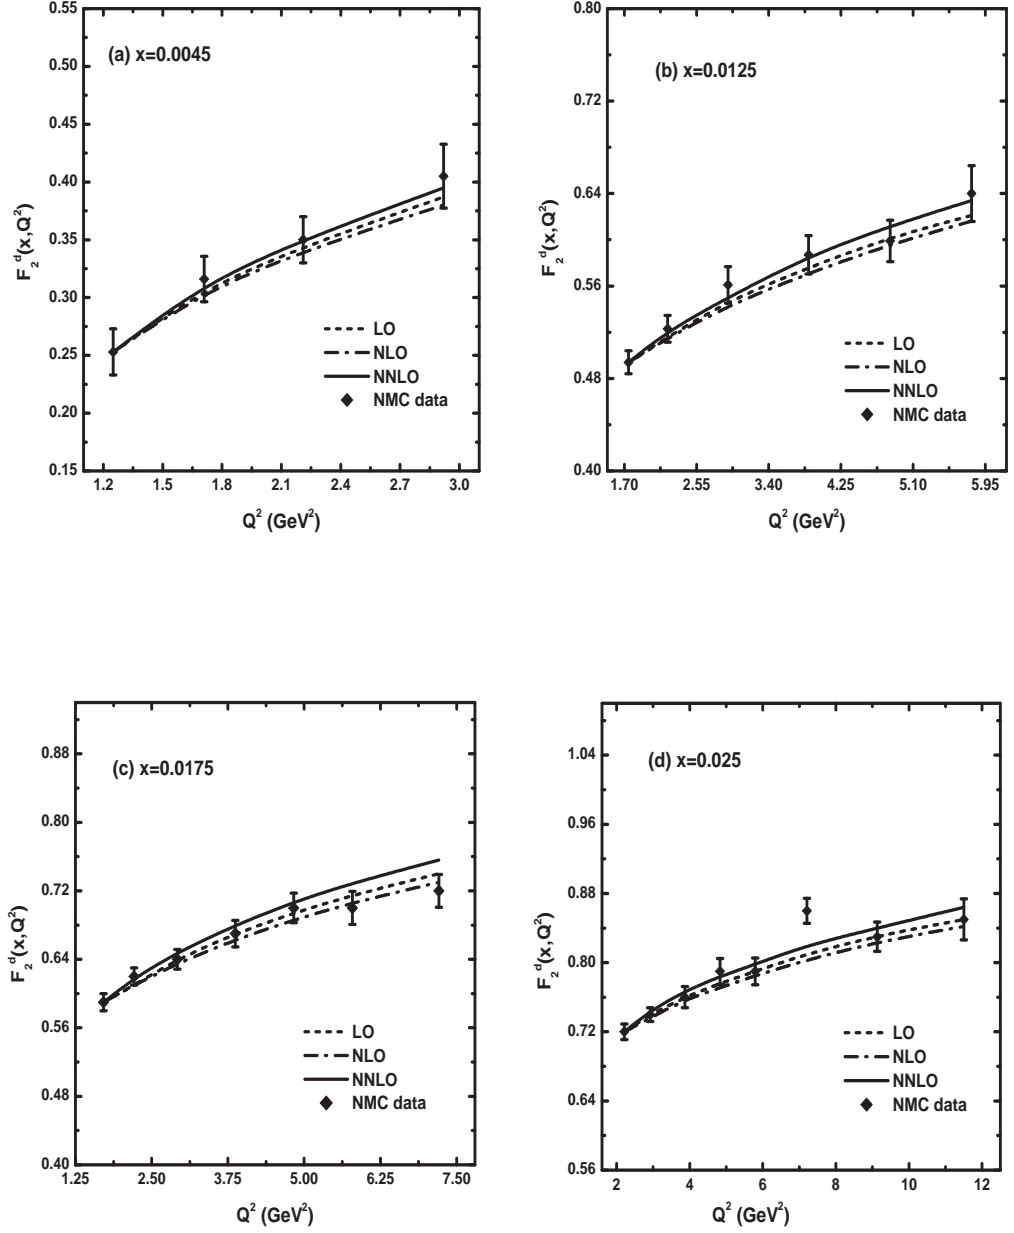 0.55
0.50
0.45
0.40
0.35
0.30
0.25
0.20
0.15
F₂ᵈ(x,Q²)
(a) x=0.0045
LO
NLO
NNLO
NMC data
1.2 1.5 1.8 2.1 2.4 2.7 3.0
Q² (GeV²)
0.80
0.72
0.64
0.56
0.48
0.40
F₂ᵈ(x,Q²)
(b) x=0.0125
LO
NLO
NNLO
NMC data
1.70 2.55 3.40 4.25 5.10 5.95
Q² (GeV²)
0.88
0.80
0.72
0.64
0.56
0.48
0.40
F₂ᵈ(x,Q²)
(c) x=0.0175
LO
NLO
NNLO
NMC data
1.25 2.50 3.75 5.00 6.25 7.50
Q² (GeV²)
1.04
0.96
0.88
0.80
0.72
0.64
0.56
F₂ᵈ(x,Q²)
(d) x=0.025
LO
NLO
NNLO
NMC data
2 4 6 8 10 12
Q² (GeV²)